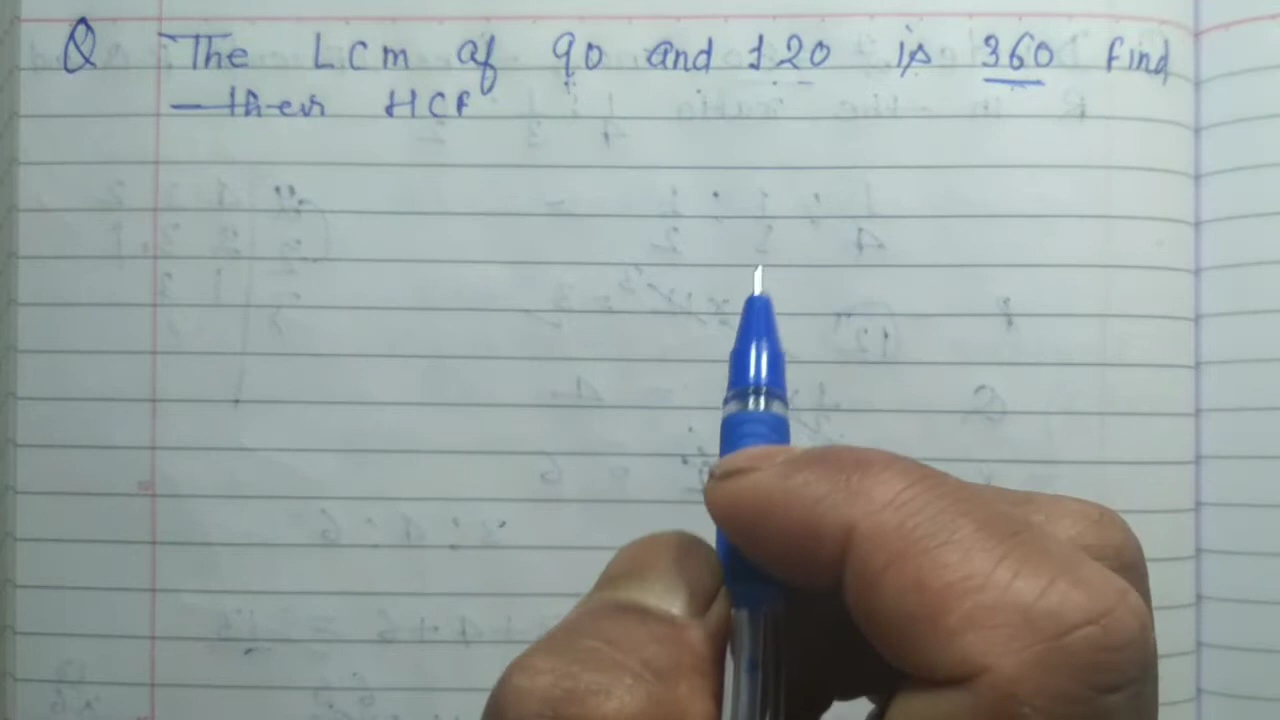 Q The LCM of 90 and 120 is 360 find
their HCF